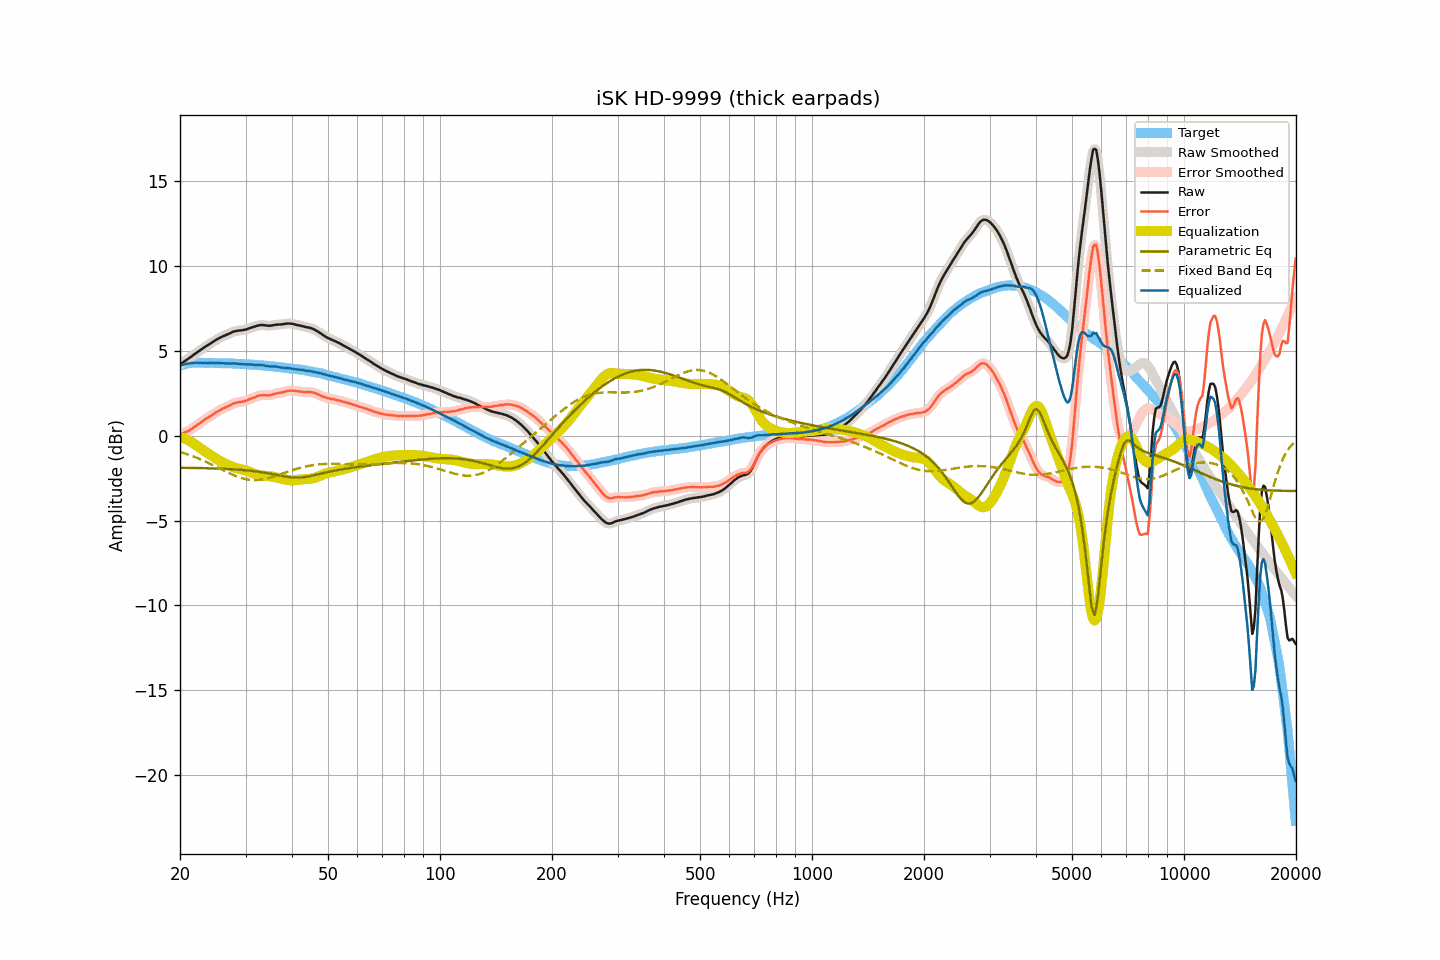 iSK HD-9999 (thick earpads)
Target
Raw Smoothed
Error Smoothed
Raw
Error
Equalization
Parametric Eq
Fixed Band Eq
Equalized
15
10
5
0
−5
−10
−15
−20
Amplitude (dBr)
20 50 100 200 500 1000 2000 5000 10000 20000
Frequency (Hz)